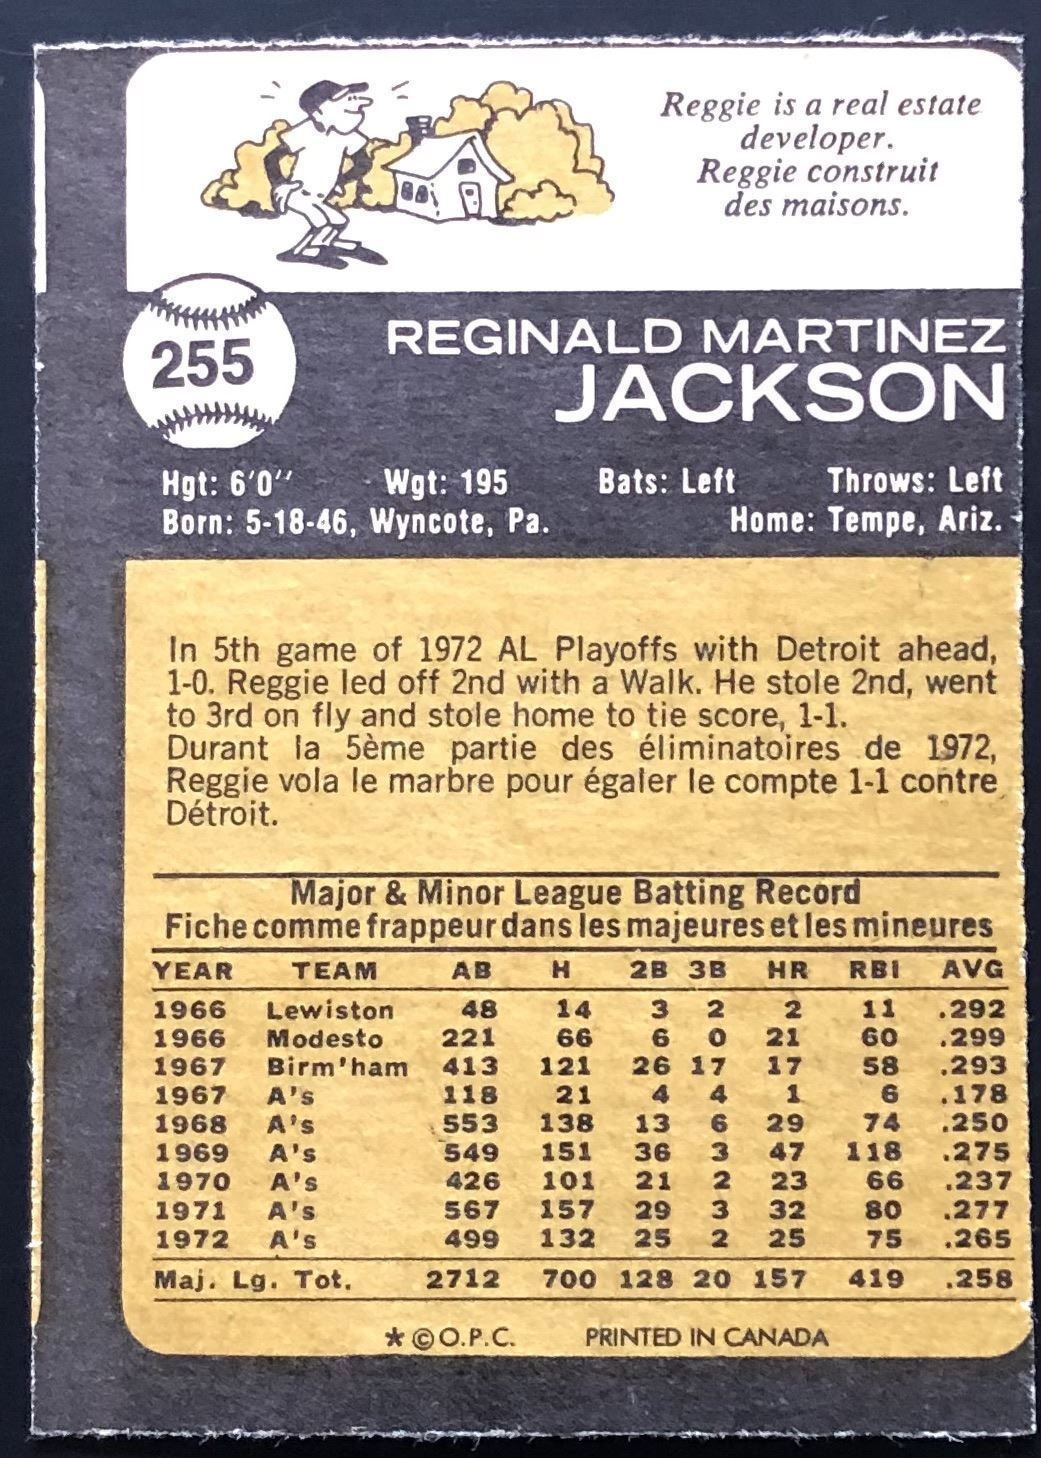 Reggie is a real estate
developer.
Reggie construit
des maisons.
255
REGINALD MARTINEZ
JACKSON
Hgt: 6'0'' Wgt: 195 Bats: Left Throws: Left
Born: 5-18-46, Wyncote, Pa. Home: Tempe, Ariz.
In 5th game of 1972 AL Playoffs with Detroit ahead,
1-0. Reggie led off 2nd with a Walk. He stole 2nd, went
to 3rd on fly and stole home to tie score, 1-1.
Durant la 5ème partie des éliminatoires de 1972,
Reggie vola le marbre pour égaler le compte 1-1 contre
Détroit.
Major & Minor League Batting Record
Fiche comme frappeur dans les majeures et les mineures
YEAR TEAM AB H 2B 3B HR RBI AVG
1966 Lewiston 48 14 3 2 2 11 .292
1966 Modesto 221 66 6 0 21 60 .299
1967 Birm'ham 413 121 26 17 17 58 .293
1967 A's 118 21 4 4 1 6 .178
1968 A's 553 138 13 6 29 74 .250
1969 A's 549 151 36 3 47 118 .275
1970 A's 426 101 21 2 23 66 .237
1971 A's 567 157 29 3 32 80 .277
1972 A's 499 132 25 2 25 75 .265
Maj. Lg. Tot. 2712 700 128 20 157 419 .258
* © O.P.C. PRINTED IN CANADA